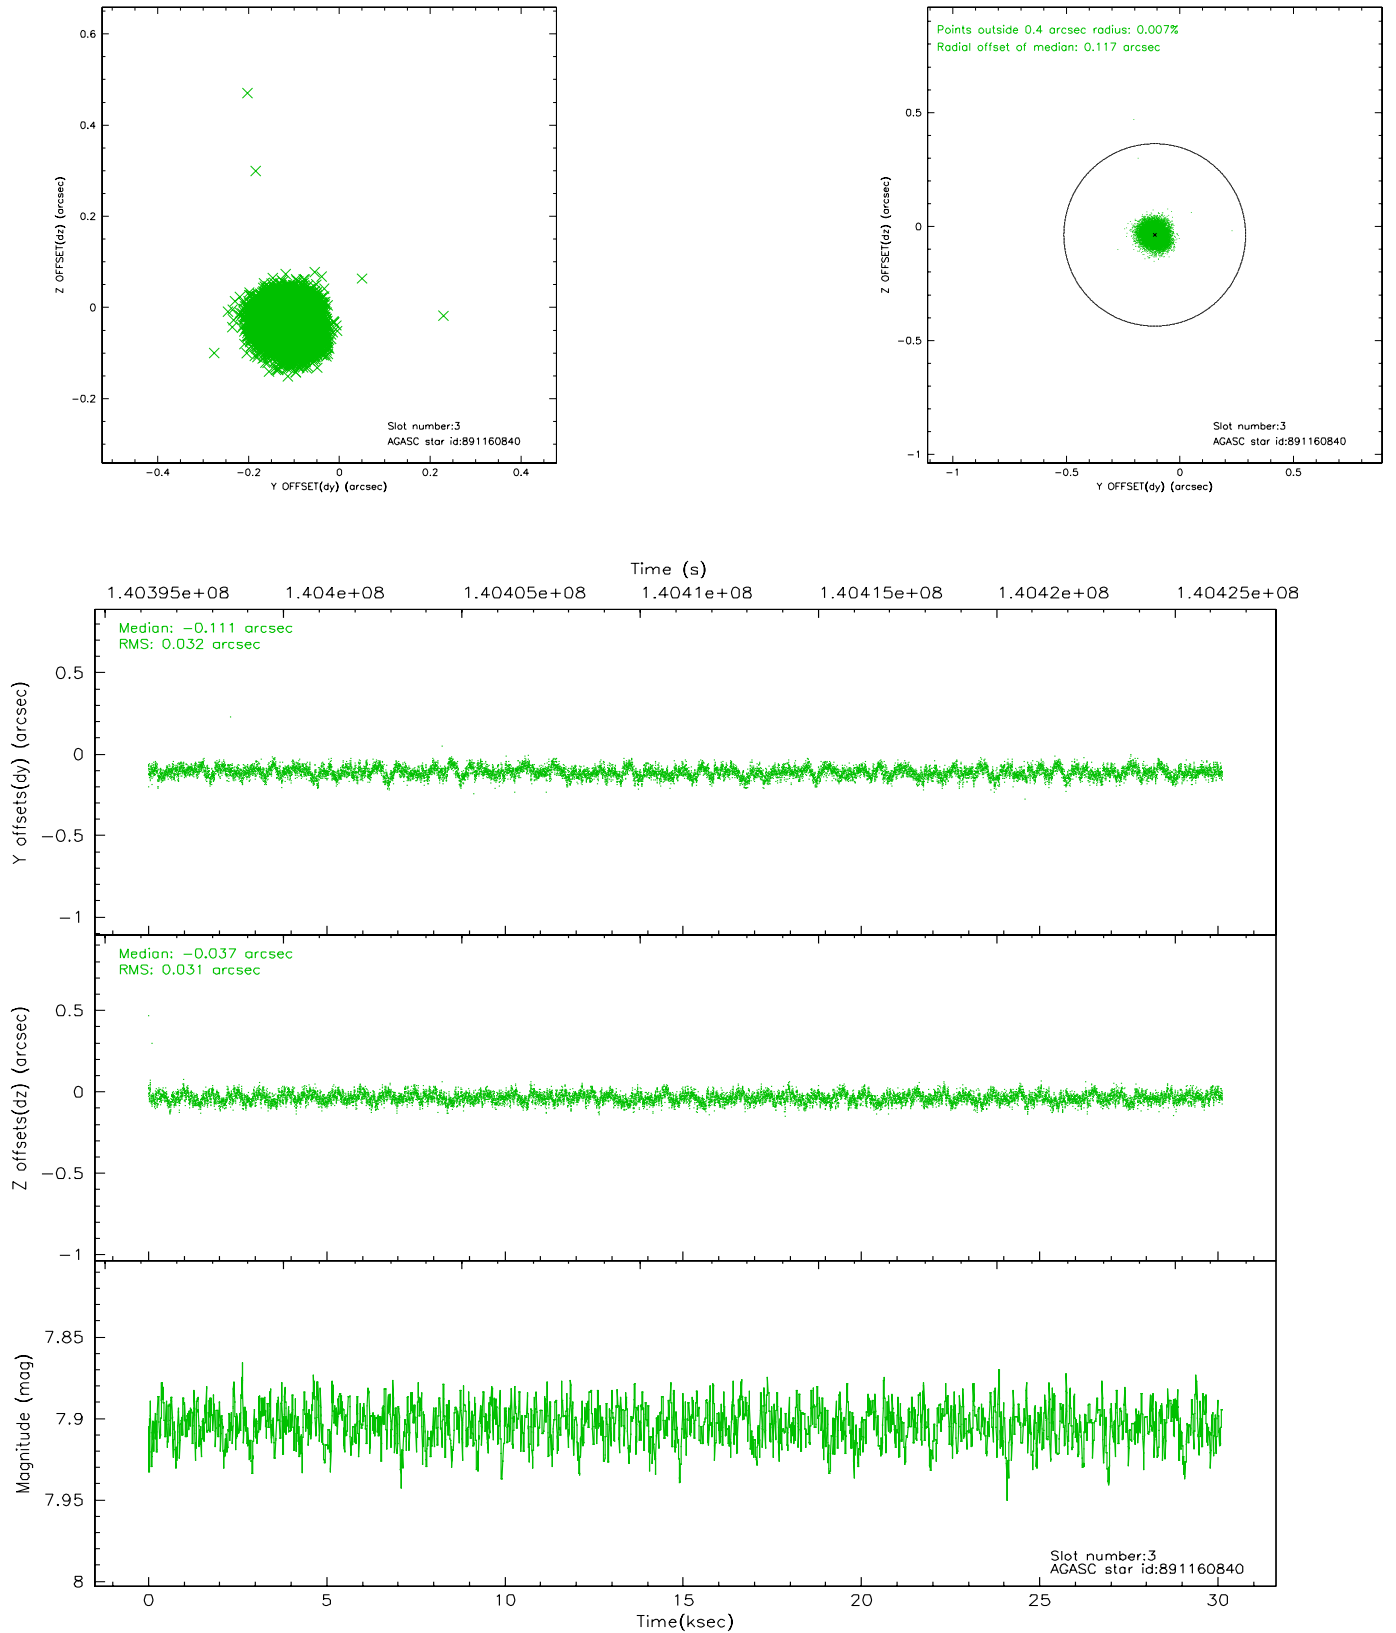 0.6
0.4
0.2
0
−0.2
Z OFFSET(dz) (arcsec)
Slot number:3
AGASC star id:891160840
−0.4 −0.2 0 0.2 0.4
Y OFFSET(dy) (arcsec)
Points outside 0.4 arcsec radius: 0.007%
Radial offset of median: 0.117 arcsec
0.5
0
−0.5
−1
Z OFFSET(dz) (arcsec)
Slot number:3
AGASC star id:891160840
−1 −0.5 0 0.5
Y OFFSET(dy) (arcsec)
Time (s)
1.40395e+08 1.404e+08 1.40405e+08 1.4041e+08 1.40415e+08 1.4042e+08 1.40425e+08
Median: −0.111 arcsec
RMS: 0.032 arcsec
0.5
0
−0.5
−1
Y offsets(dy) (arcsec)
Median: −0.037 arcsec
RMS: 0.031 arcsec
0.5
0
−0.5
−1
Z offsets(dz) (arcsec)
7.85
7.9
7.95
8
Magnitude (mag)
Slot number:3
AGASC star id:891160840
0 5 10 15 20 25 30
Time(ksec)